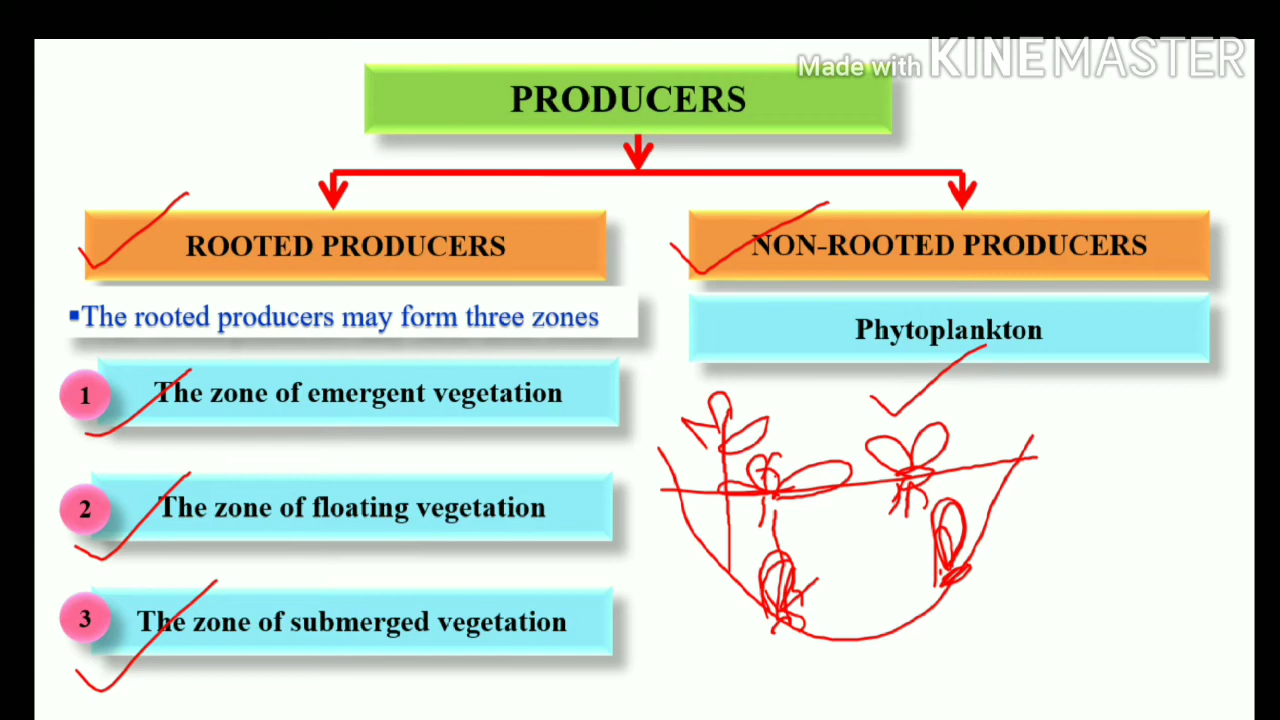 Made with KINEMASTER
PRODUCERS
ROOTED PRODUCERS
NON-ROOTED PRODUCERS
▪The rooted producers may form three zones
Phytoplankton
1 The zone of emergent vegetation
2 The zone of floating vegetation
3 The zone of submerged vegetation